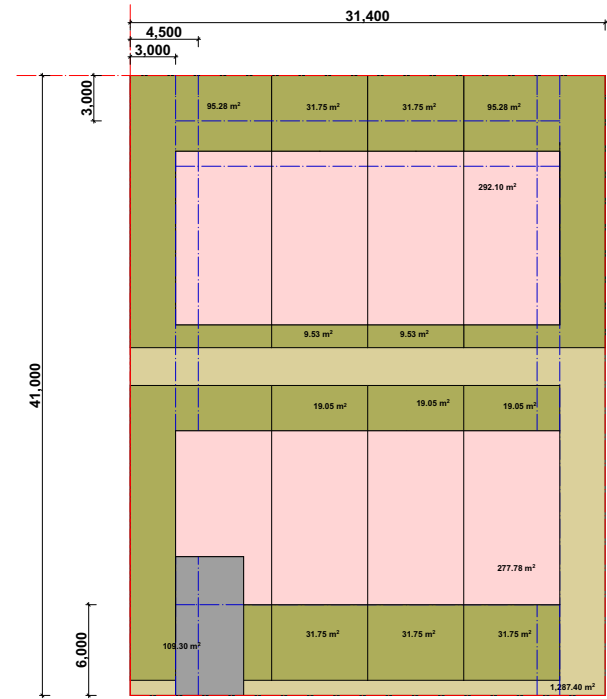 31,400
4,500
3,000
3,000
95.28 m²
31.75 m²
31.75 m²
95.28 m²
292.10 m²
9.53 m²
9.53 m²
41,000
19.05 m²
19.05 m²
19.05 m²
277.78 m²
6,000
109.30 m²
31.75 m²
31.75 m²
31.75 m²
1,287.40 m²